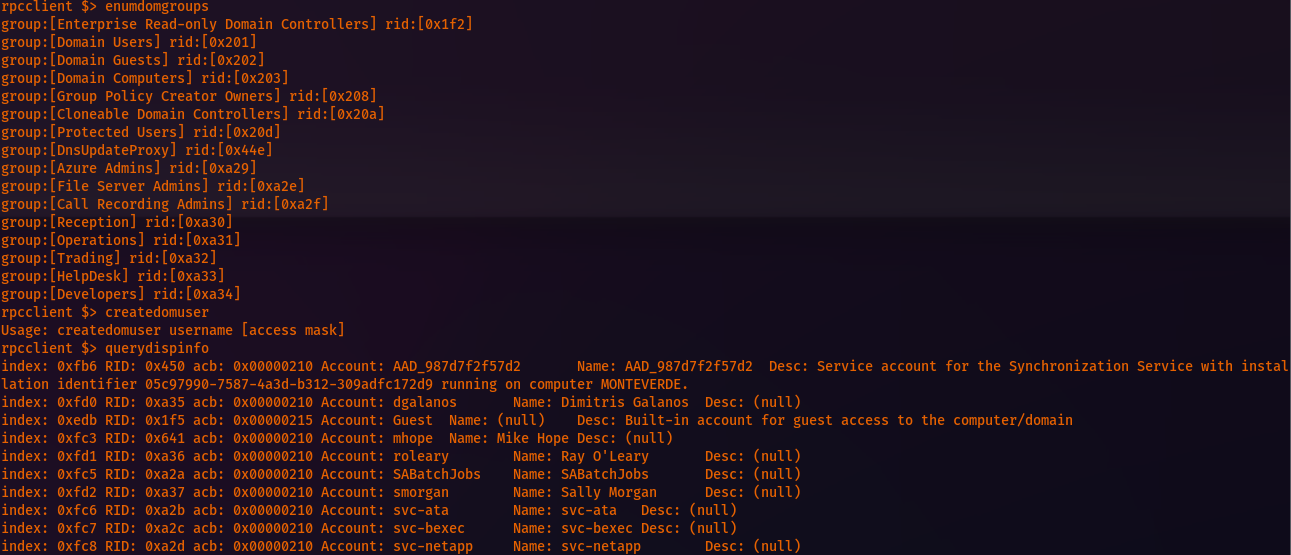 rpcclient $> enumdomgroups
group:[Enterprise Read-only Domain Controllers] rid:[0x1f2]
group:[Domain Users] rid:[0x201]
group:[Domain Guests] rid:[0x202]
group:[Domain Computers] rid:[0x203]
group:[Group Policy Creator Owners] rid:[0x208]
group:[Cloneable Domain Controllers] rid:[0x20a]
group:[Protected Users] rid:[0x20d]
group:[DnsUpdateProxy] rid:[0x44e]
group:[Azure Admins] rid:[0xa29]
group:[File Server Admins] rid:[0xa2e]
group:[Call Recording Admins] rid:[0xa2f]
group:[Reception] rid:[0xa30]
group:[Operations] rid:[0xa31]
group:[Trading] rid:[0xa32]
group:[HelpDesk] rid:[0xa33]
group:[Developers] rid:[0xa34]
rpcclient $> createdomuser
Usage: createdomuser username [access mask]
rpcclient $> querydispinfo
index: 0xfb6 RID: 0x450 acb: 0x00000210 Account: AAD_987d7f2f57d2	Name: AAD_987d7f2f57d2	Desc: Service account for the Synchronization Service with instal
lation identifier 05c97990-7587-4a3d-b312-309adfc172d9 running on computer MONTEVERDE.
index: 0xfd0 RID: 0xa35 acb: 0x00000210 Account: dgalanos	Name: Dimitris Galanos	Desc: (null)
index: 0xedb RID: 0x1f5 acb: 0x00000215 Account: Guest	Name: (null)	Desc: Built-in account for guest access to the computer/domain
index: 0xfc3 RID: 0x641 acb: 0x00000210 Account: mhope	Name: Mike Hope	Desc: (null)
index: 0xfd1 RID: 0xa36 acb: 0x00000210 Account: roleary	Name: Ray O'Leary	Desc: (null)
index: 0xfc5 RID: 0xa2a acb: 0x00000210 Account: SABatchJobs	Name: SABatchJobs	Desc: (null)
index: 0xfd2 RID: 0xa37 acb: 0x00000210 Account: smorgan	Name: Sally Morgan	Desc: (null)
index: 0xfc6 RID: 0xa2b acb: 0x00000210 Account: svc-ata	Name: svc-ata	Desc: (null)
index: 0xfc7 RID: 0xa2c acb: 0x00000210 Account: svc-bexec	Name: svc-bexec	Desc: (null)
index: 0xfc8 RID: 0xa2d acb: 0x00000210 Account: svc-netapp	Name: svc-netapp	Desc: (null)